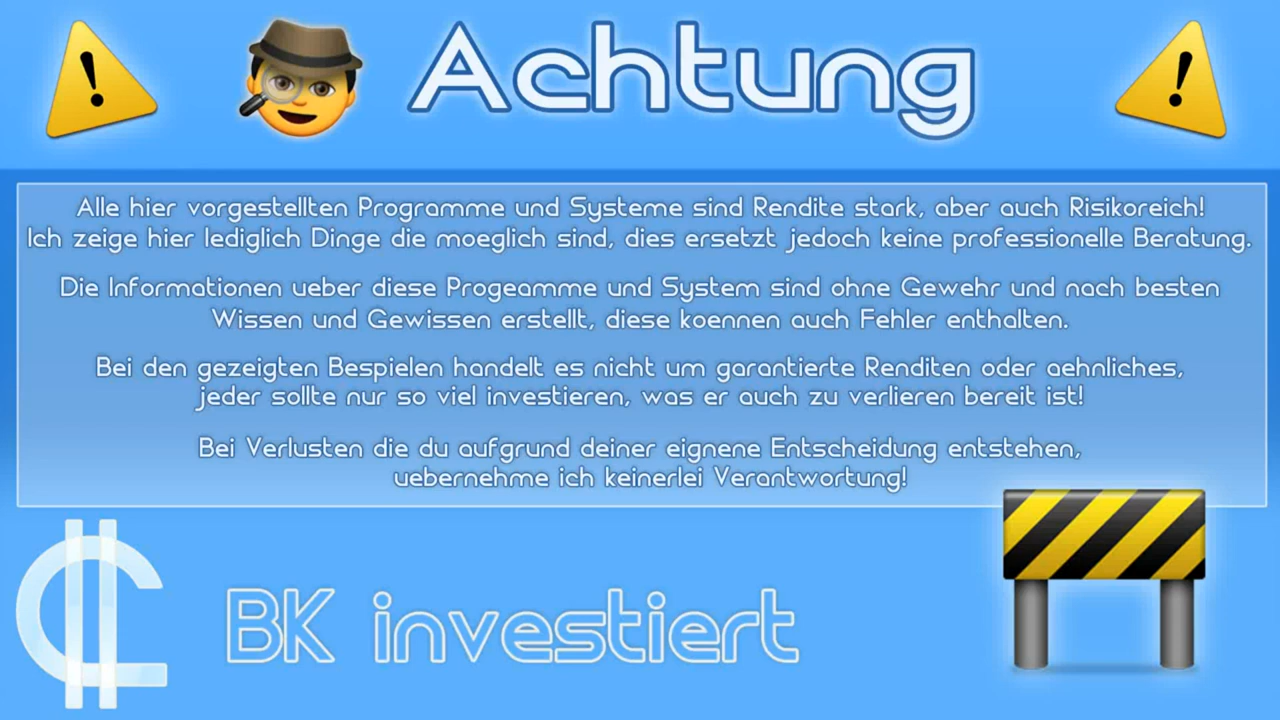 Achtung
Alle hier vorgestellten Programme und Systeme sind Rendite stark, aber auch Risikoreich!
Ich zeige hier lediglich Dinge die moeglich sind, dies ersetzt jedoch keine professionelle Beratung.
Die Informationen ueber diese Progeamme und System sind ohne Gewehr und nach besten
Wissen und Gewissen erstellt, diese koennen auch Fehler enthalten.
Bei den gezeigten Bespielen handelt es nicht um garantierte Renditen oder aehnliches,
jeder sollte nur so viel investieren, was er auch zu verlieren bereit ist!
Bei Verlusten die du aufgrund deiner eignene Entscheidung entstehen,
uebernehme ich keinerlei Verantwortung!
BK investiert